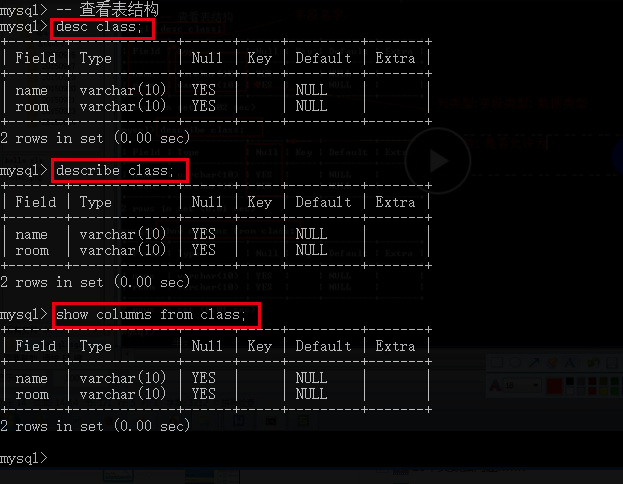 mysql> -- 查看表结构
mysql> desc class;
+-------+-------------+------+-----+---------+-------+
| Field | Type        | Null | Key | Default | Extra |
+-------+-------------+------+-----+---------+-------+
| name  | varchar(10) | YES  |     | NULL    |       |
| room  | varchar(10) | YES  |     | NULL    |       |
+-------+-------------+------+-----+---------+-------+
2 rows in set (0.00 sec)
mysql> describe class;
+-------+-------------+------+-----+---------+-------+
| Field | Type        | Null | Key | Default | Extra |
+-------+-------------+------+-----+---------+-------+
| name  | varchar(10) | YES  |     | NULL    |       |
| room  | varchar(10) | YES  |     | NULL    |       |
+-------+-------------+------+-----+---------+-------+
2 rows in set (0.00 sec)
mysql> show columns from class;
+-------+-------------+------+-----+---------+-------+
| Field | Type        | Null | Key | Default | Extra |
+-------+-------------+------+-----+---------+-------+
| name  | varchar(10) | YES  |     | NULL    |       |
| room  | varchar(10) | YES  |     | NULL    |       |
+-------+-------------+------+-----+---------+-------+
2 rows in set (0.00 sec)
mysql>